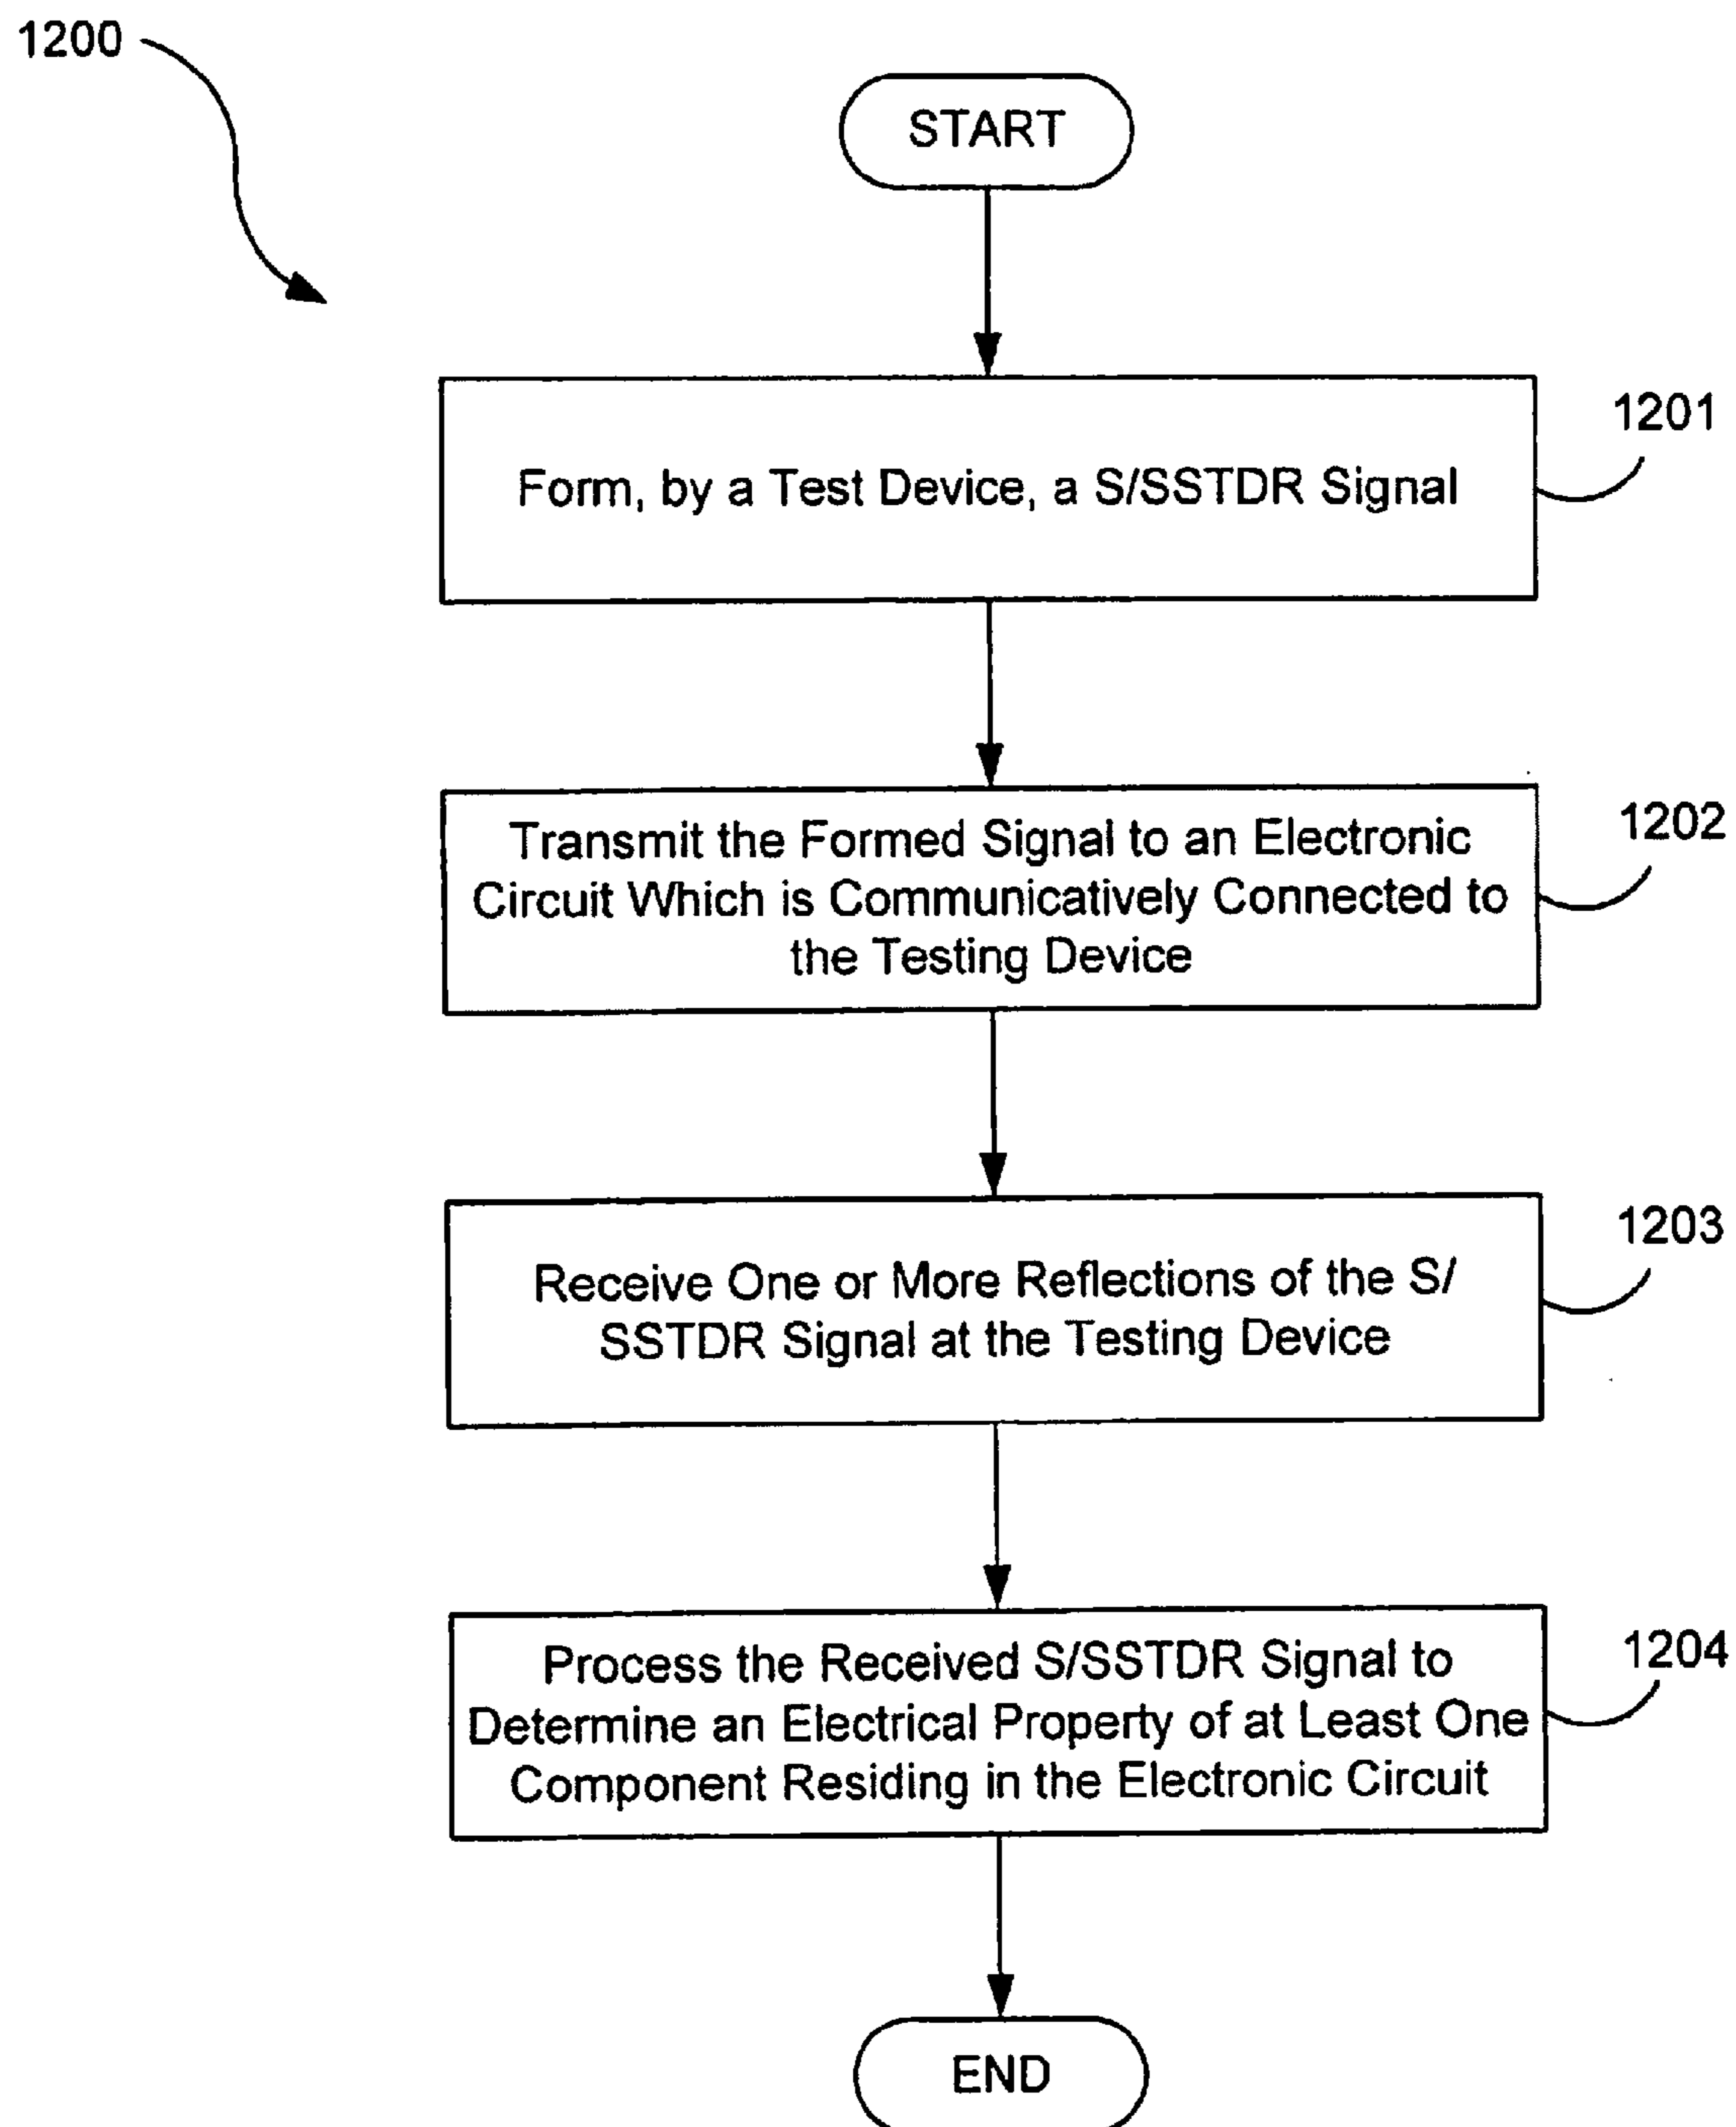 1200
START
1201
Form, by a Test Device, a S/SSTDR Signal
1202
Transmit the Formed Signal to an Electronic
Circuit Which is Communicatively Connected to
the Testing Device
1203
Receive One or More Reflections of the S/
SSTDR Signal at the Testing Device
1204
Process the Received S/SSTDR Signal to
Determine an Electrical Property of at Least One
Component Residing in the Electronic Circuit
END